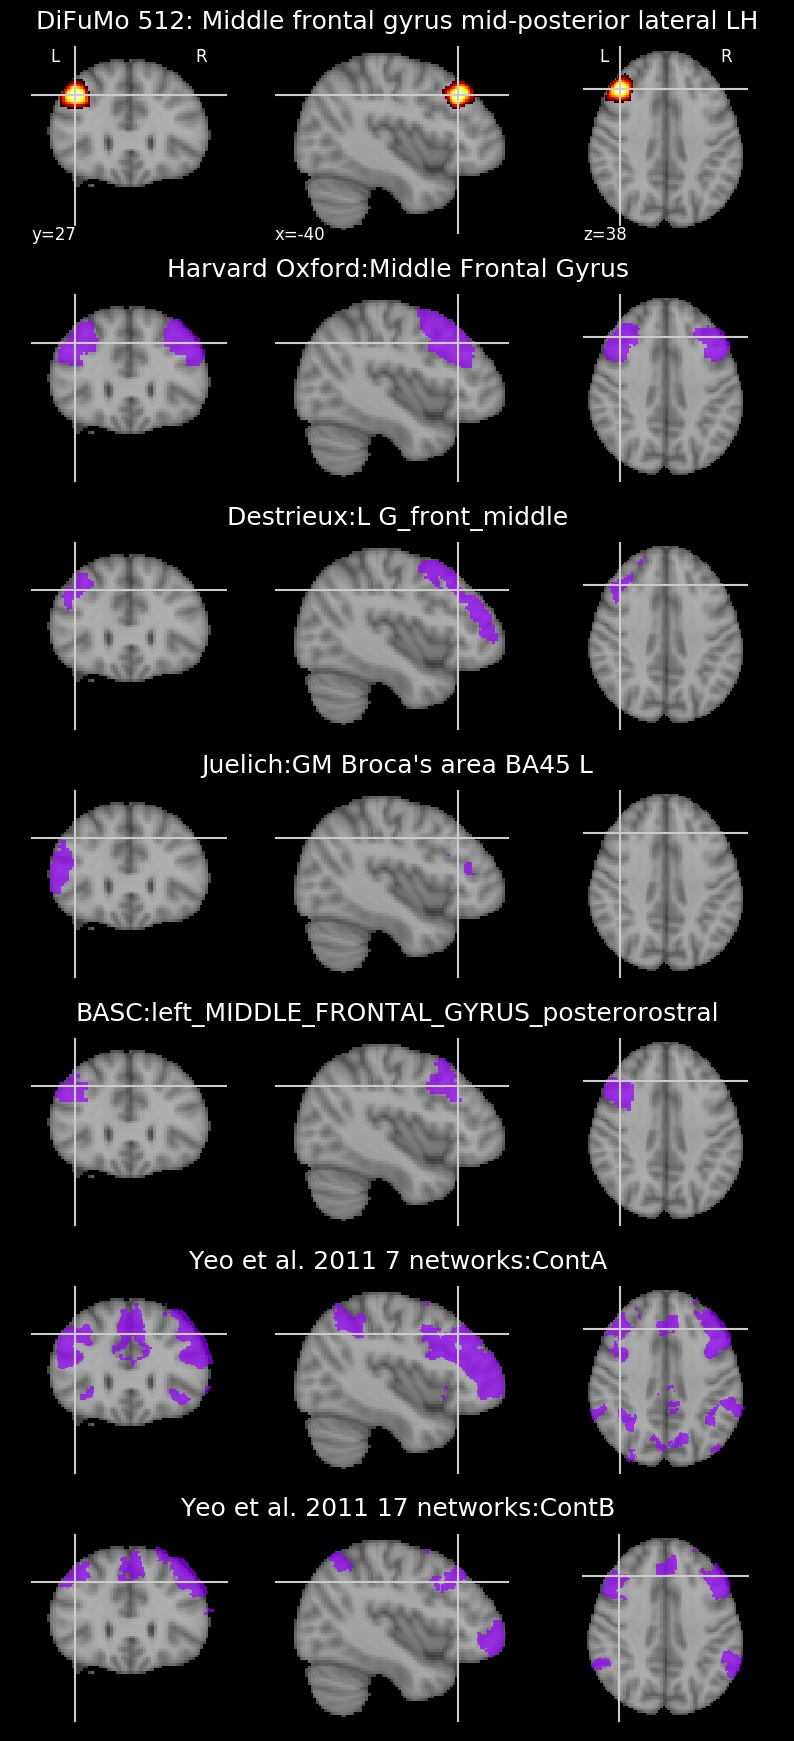 DiFuMo 512: Middle frontal gyrus mid-posterior lateral LH
L R L R
y=27 x=-40 z=38
Harvard Oxford:Middle Frontal Gyrus
Destrieux:L G_front_middle
Juelich:GM Broca's area BA45 L
BASC:left_MIDDLE_FRONTAL_GYRUS_posterorostral
Yeo et al. 2011 7 networks:ContA
Yeo et al. 2011 17 networks:ContB